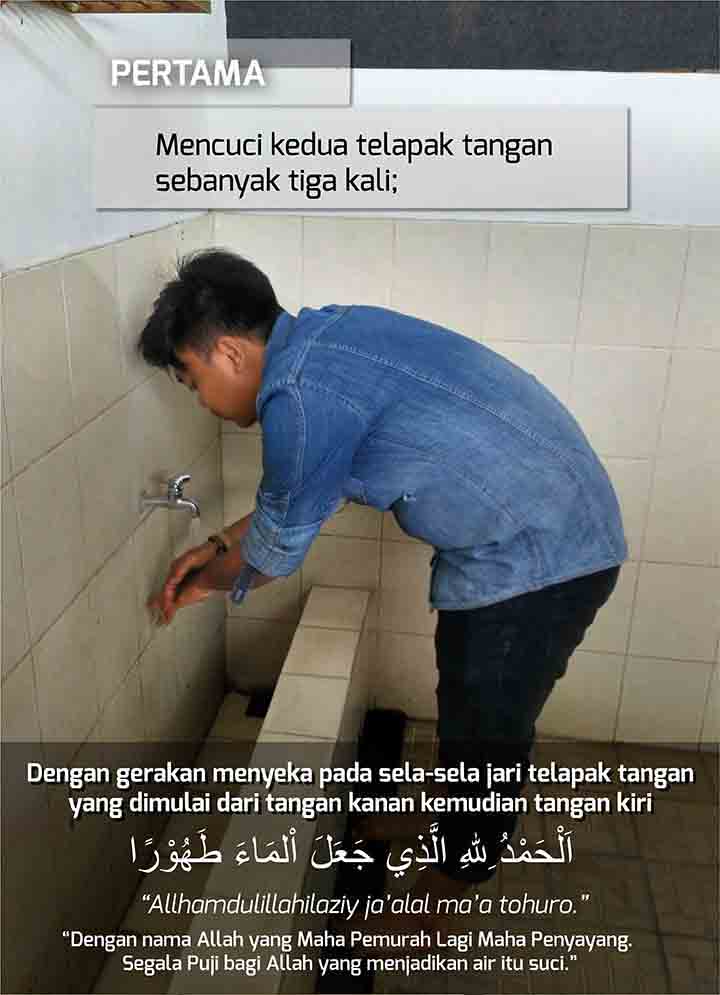 PERTAMA
Mencuci kedua telapak tangan
sebanyak tiga kali;
Dengan gerakan menyeka pada sela-sela jari telapak tangan
yang dimulai dari tangan kanan kemudian tangan kiri
اَلْحَمْدُ لِلهِ الَّذِي جَعَلَ اْلمَاءَ طَهُوْرًا
“Allhamdulillahilaziy ja’alal ma’a tohuro.”
“Dengan nama Allah yang Maha Pemurah Lagi Maha Penyayang.
Segala Puji bagi Allah yang menjadikan air itu suci.”